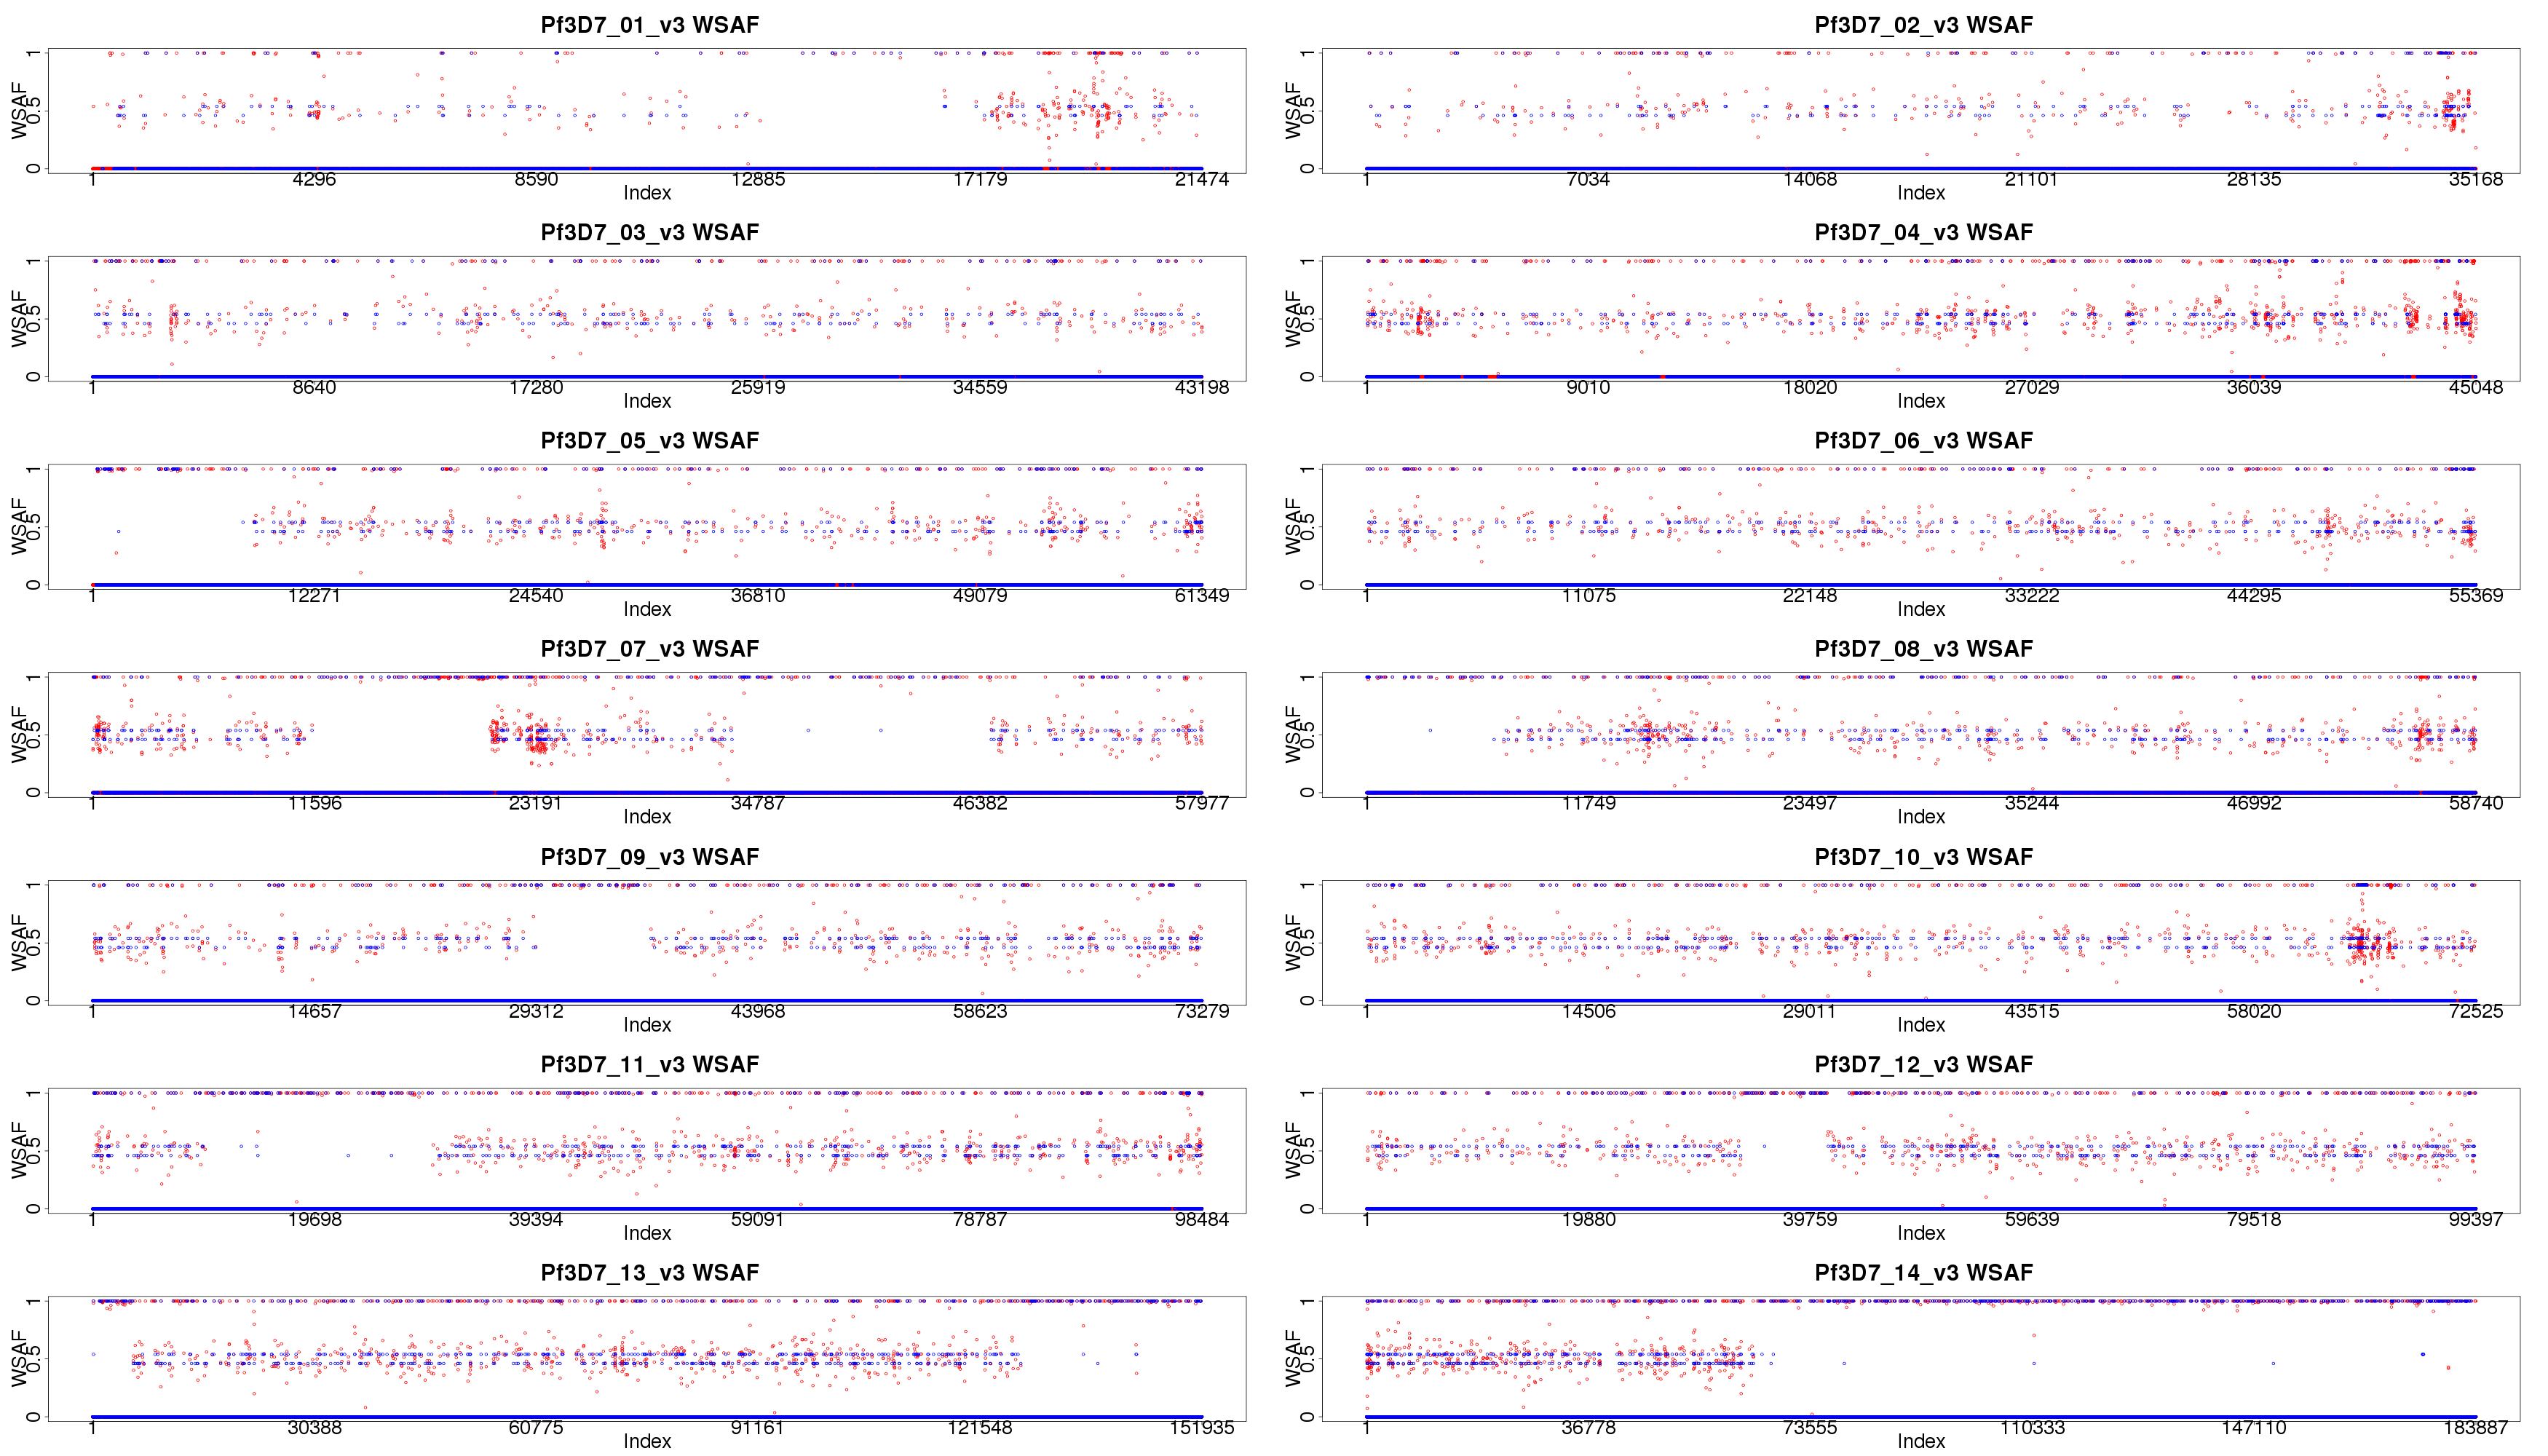 Pf3D7_01_v3 WSAF
WSAF
0 0.5 1
1 4296 8590 12885 17179 21474
Index
Pf3D7_02_v3 WSAF
WSAF
0 0.5 1
1 7034 14068 21101 28135 35168
Index
Pf3D7_03_v3 WSAF
WSAF
0 0.5 1
1 8640 17280 25919 34559 43198
Index
Pf3D7_04_v3 WSAF
WSAF
0 0.5 1
1 9010 18020 27029 36039 45048
Index
Pf3D7_05_v3 WSAF
WSAF
0 0.5 1
1 12271 24540 36810 49079 61349
Index
Pf3D7_06_v3 WSAF
WSAF
0 0.5 1
1 11075 22148 33222 44295 55369
Index
Pf3D7_07_v3 WSAF
WSAF
0 0.5 1
1 11596 23191 34787 46382 57977
Index
Pf3D7_08_v3 WSAF
WSAF
0 0.5 1
1 11749 23497 35244 46992 58740
Index
Pf3D7_09_v3 WSAF
WSAF
0 0.5 1
1 14657 29312 43968 58623 73279
Index
Pf3D7_10_v3 WSAF
WSAF
0 0.5 1
1 14506 29011 43515 58020 72525
Index
Pf3D7_11_v3 WSAF
WSAF
0 0.5 1
1 19698 39394 59091 78787 98484
Index
Pf3D7_12_v3 WSAF
WSAF
0 0.5 1
1 19880 39759 59639 79518 99397
Index
Pf3D7_13_v3 WSAF
WSAF
0 0.5 1
1 30388 60775 91161 121548 151935
Index
Pf3D7_14_v3 WSAF
WSAF
0 0.5 1
1 36778 73555 110333 147110 183887
Index